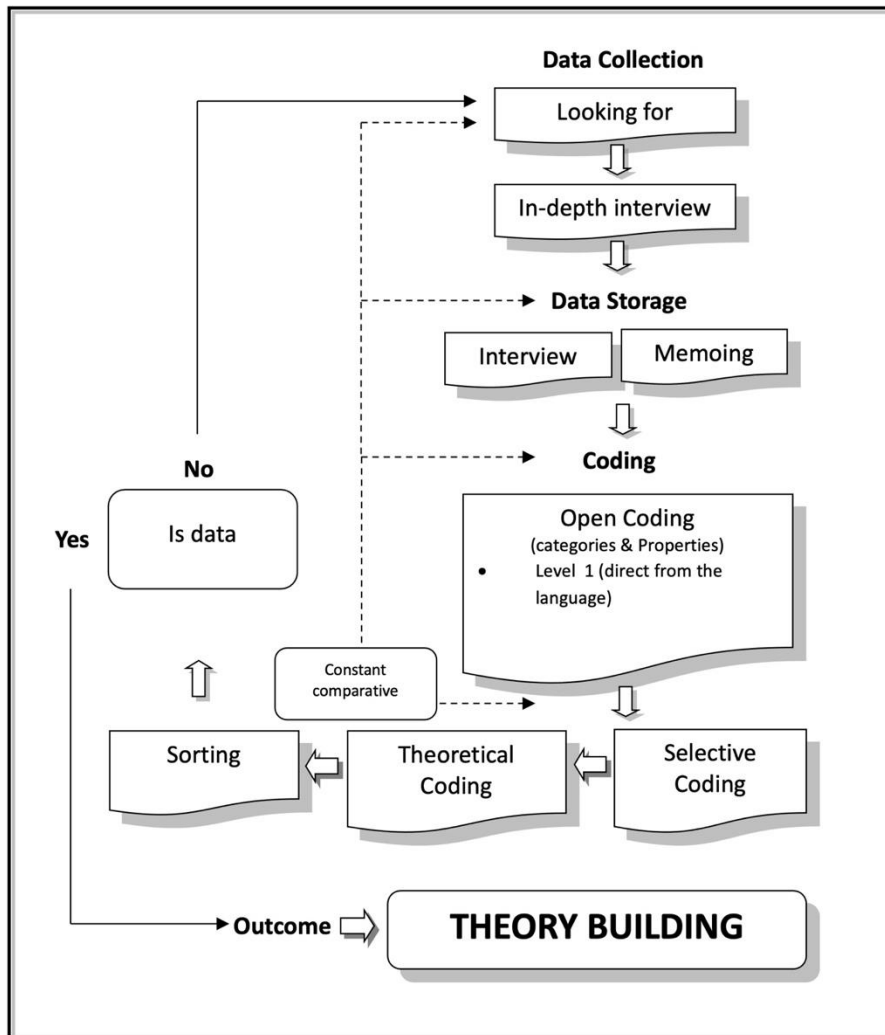 Data Collection
Looking for
In-depth interview
Data Storage
Interview
Memoing
Coding
Open Coding
(categories & Properties)
• Level 1 (direct from the
language)
No
Yes
Is data
Constant
comparative
Sorting
Theoretical
Coding
Selective
Coding
Outcome
THEORY BUILDING